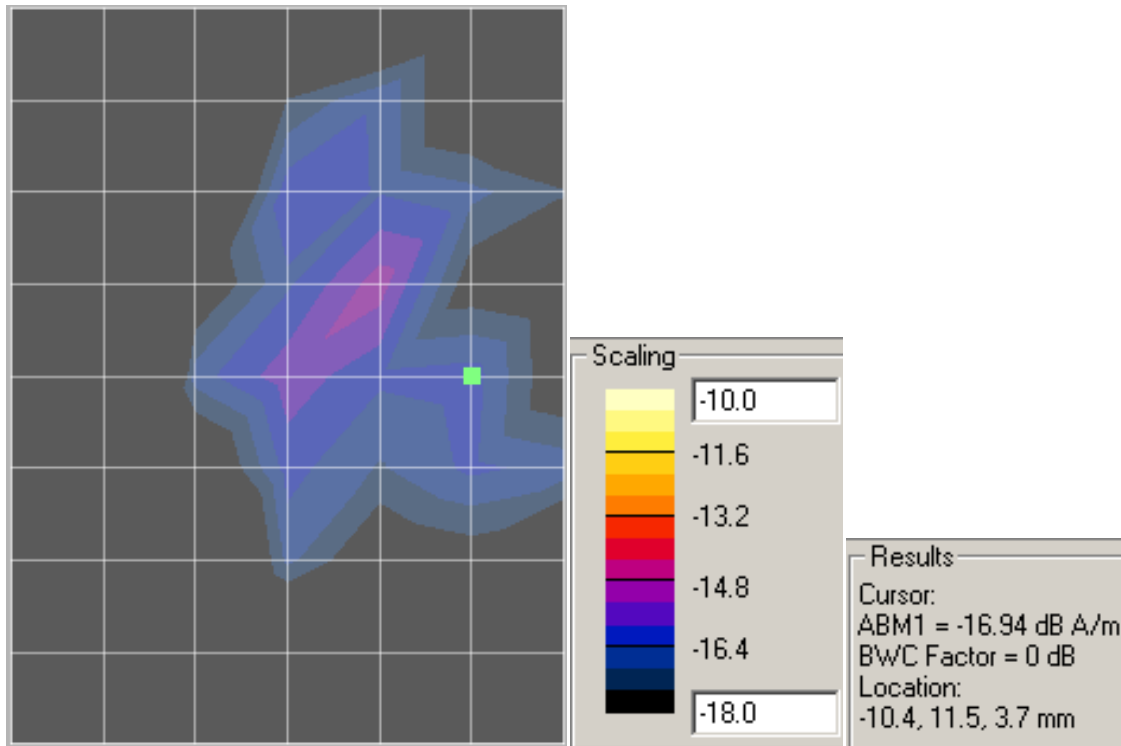 Scaling
-10.0
-11.6
-13.2
-14.8
-16.4
-18.0
Results
Cursor:
ABM1 = -16.94 dB A/m
BWC Factor = 0 dB
Location:
-10.4, 11.5, 3.7 mm